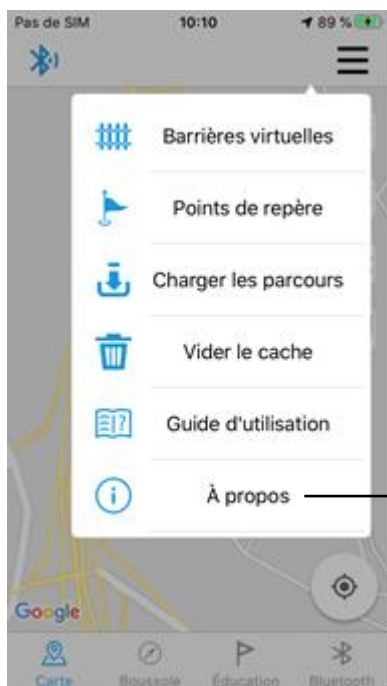 Pas de SIM 10:10 89 %
Barrières virtuelles
Points de repère
Charger les parcours
Vider le cache
Guide d'utilisation
À propos
Google
Carte Boussole Éducation Bluetooth